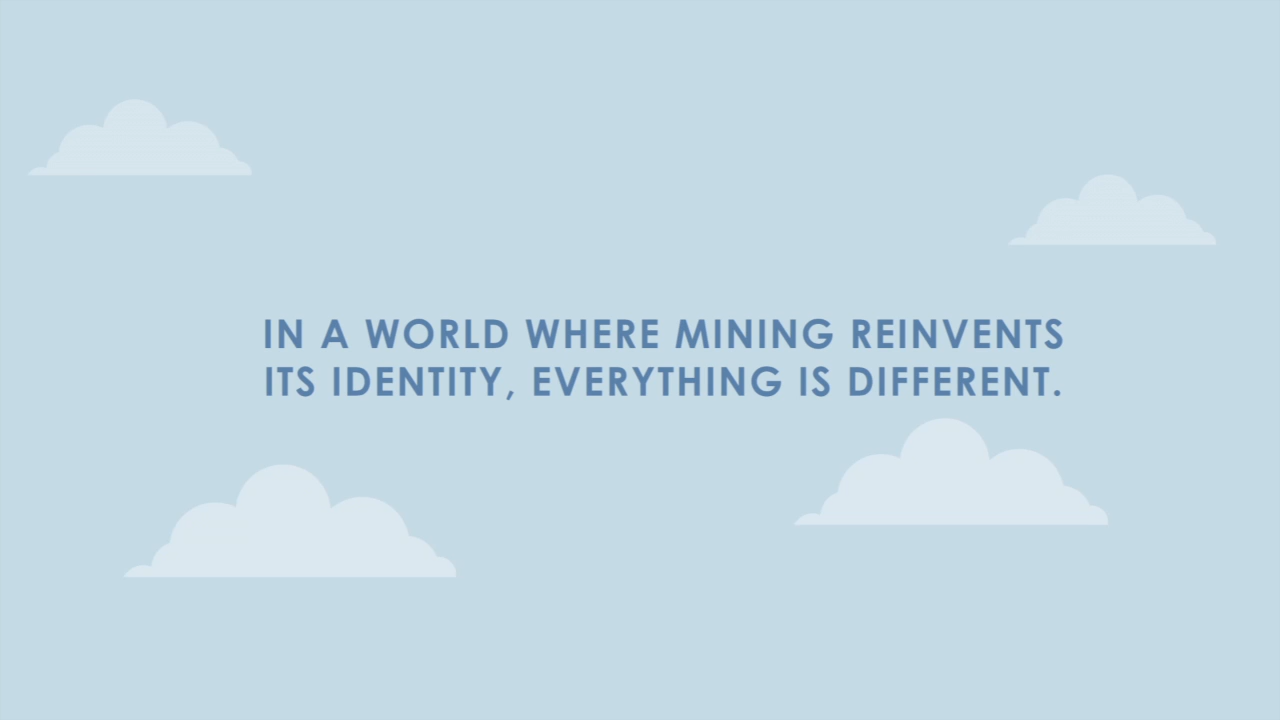 IN A WORLD WHERE MINING REINVENTS
ITS IDENTITY, EVERYTHING IS DIFFERENT.